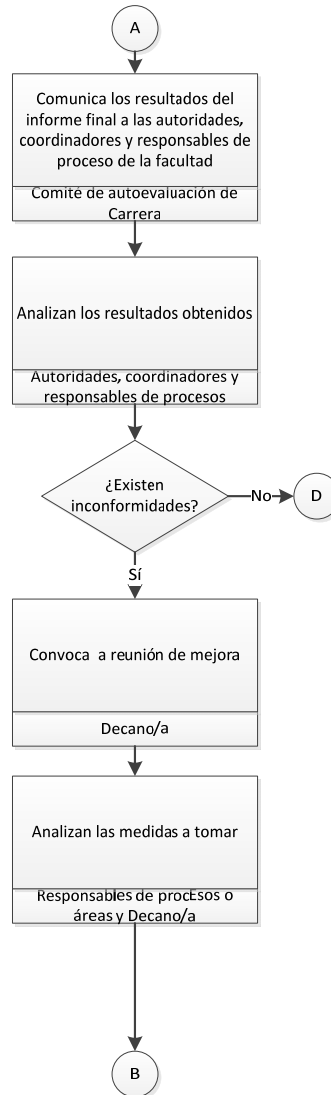 A
Comunica los resultados del
informe final a las autoridades,
coordinadores y responsables de
proceso de la facultad
Comité de autoevaluación de
Carrera
Analizan los resultados obtenidos
Autoridades, coordinadores y
responsables de procesos
¿Existen
inconformidades?
No
D
Sí
Convoca  a reunión de mejora
Decano/a
Analizan las medidas a tomar
Responsables de procEsos o
áreas y Decano/a
B